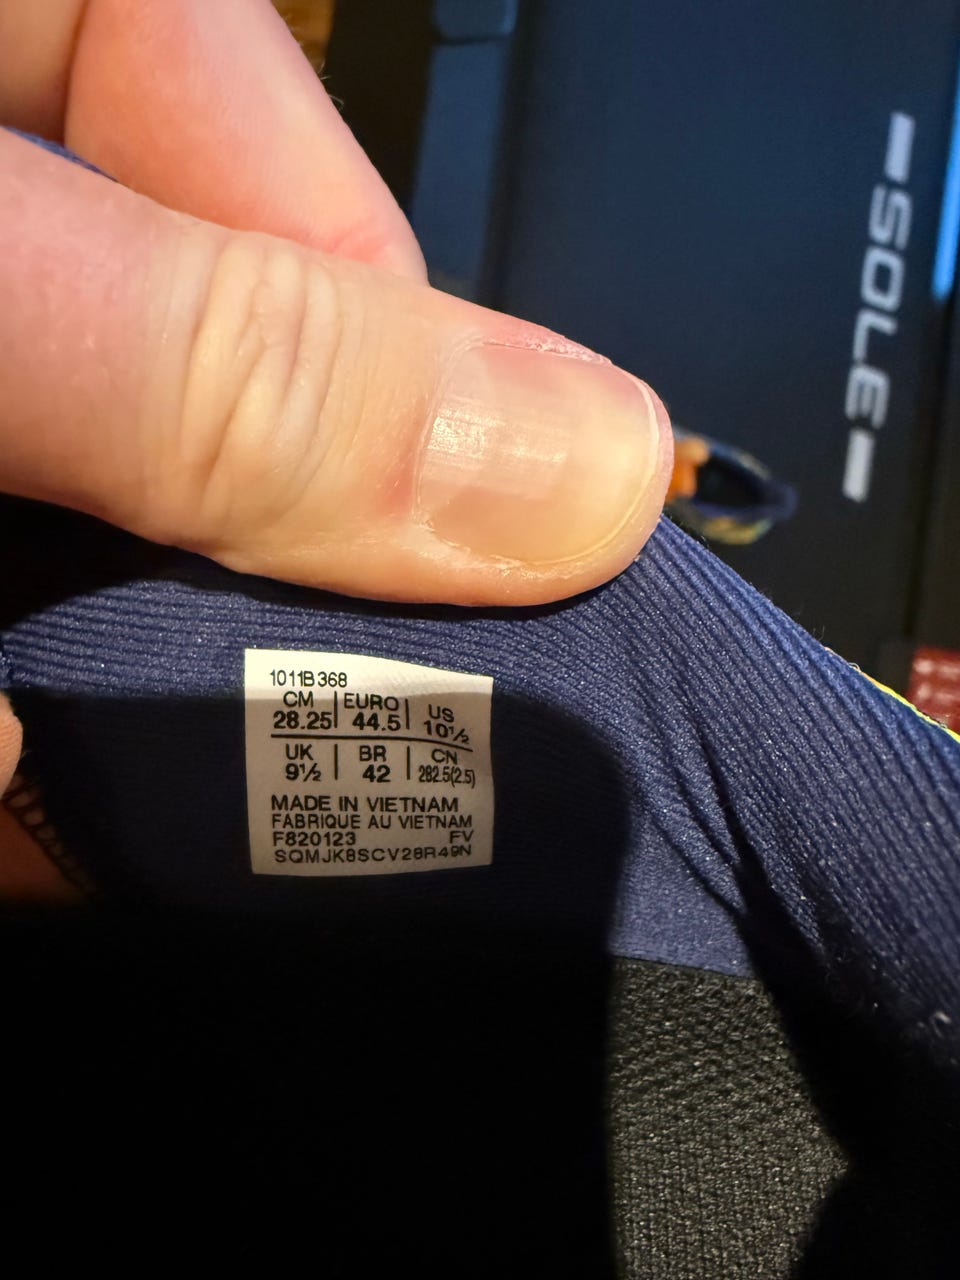 SOLE
1011B368
CM | EURO | US
28.25 | 44.5 | 10½
UK | BR | CN
9½ | 42 | 282.5(2.5)
MADE IN VIETNAM
FABRIQUE AU VIETNAM
F820123 FV
SQMJK8SCV28R49N